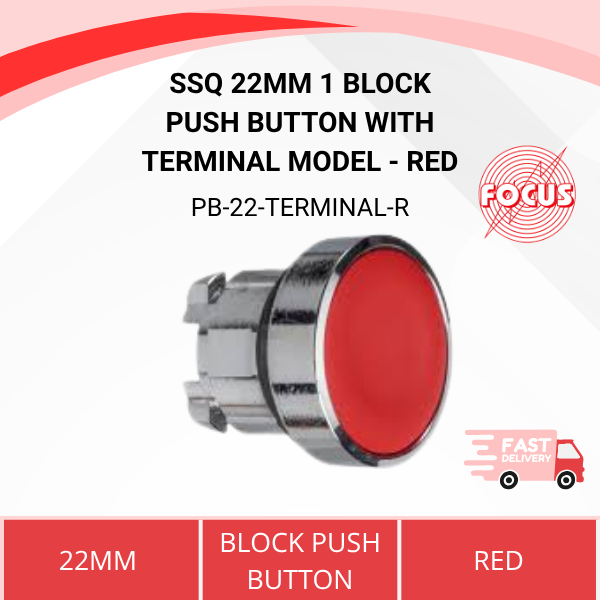 SSQ 22MM 1 BLOCK
PUSH BUTTON WITH
TERMINAL MODEL - RED
PB-22-TERMINAL-R
FOCUS
FAST
DELIVERY
22MM
BLOCK PUSH
BUTTON
RED